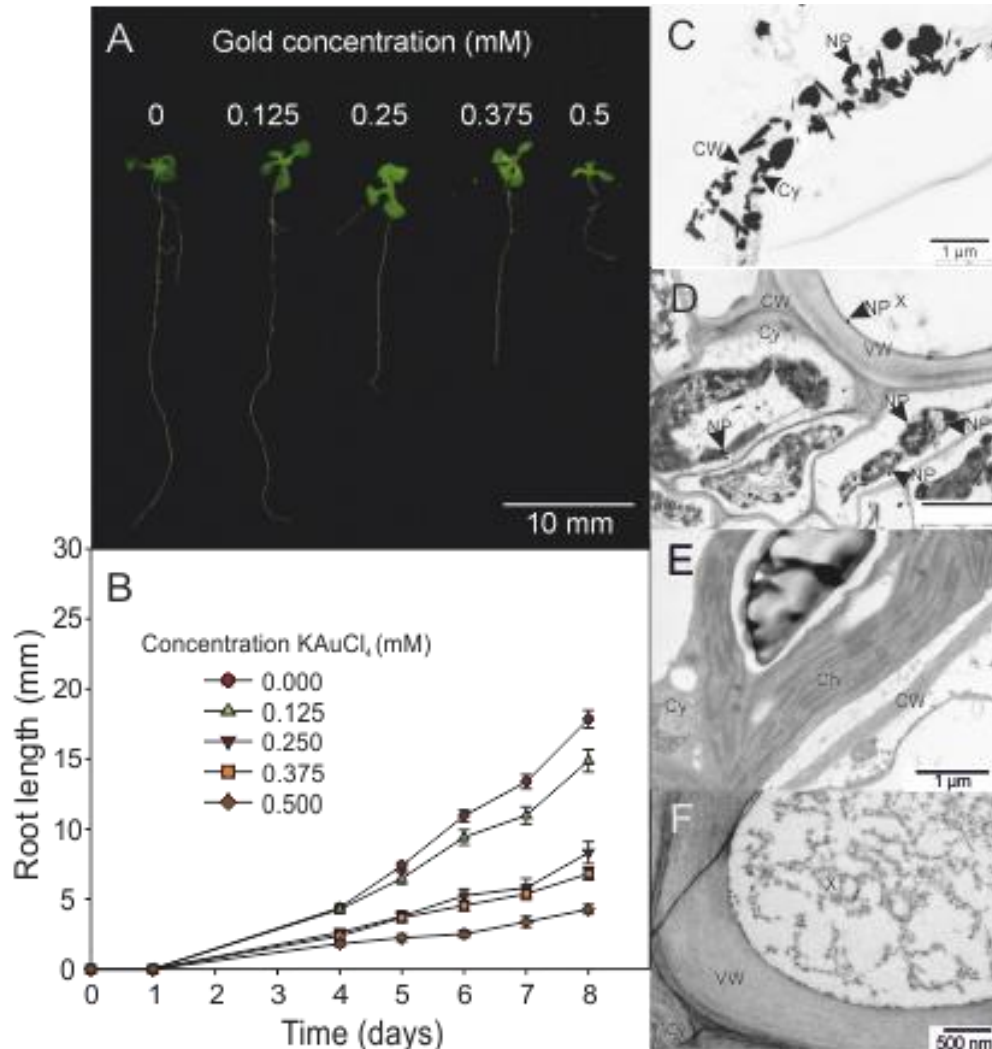 A
Gold concentration (mM)
0 0.125 0.25 0.375 0.5
10 mm
B
Concentration KAuCl₄ (mM)
0.000
0.125
0.250
0.375
0.500
Root length (mm)
30
25
20
15
10
5
0
0 1 2 3 4 5 6 7 8
Time (days)
C
NP
CW
Cy
1 µm
D
CW
NP X
Cy
VW
NP
NP
NP
NP
E
Ch
Cy
CW
1 µm
F
X
VW
500 nm